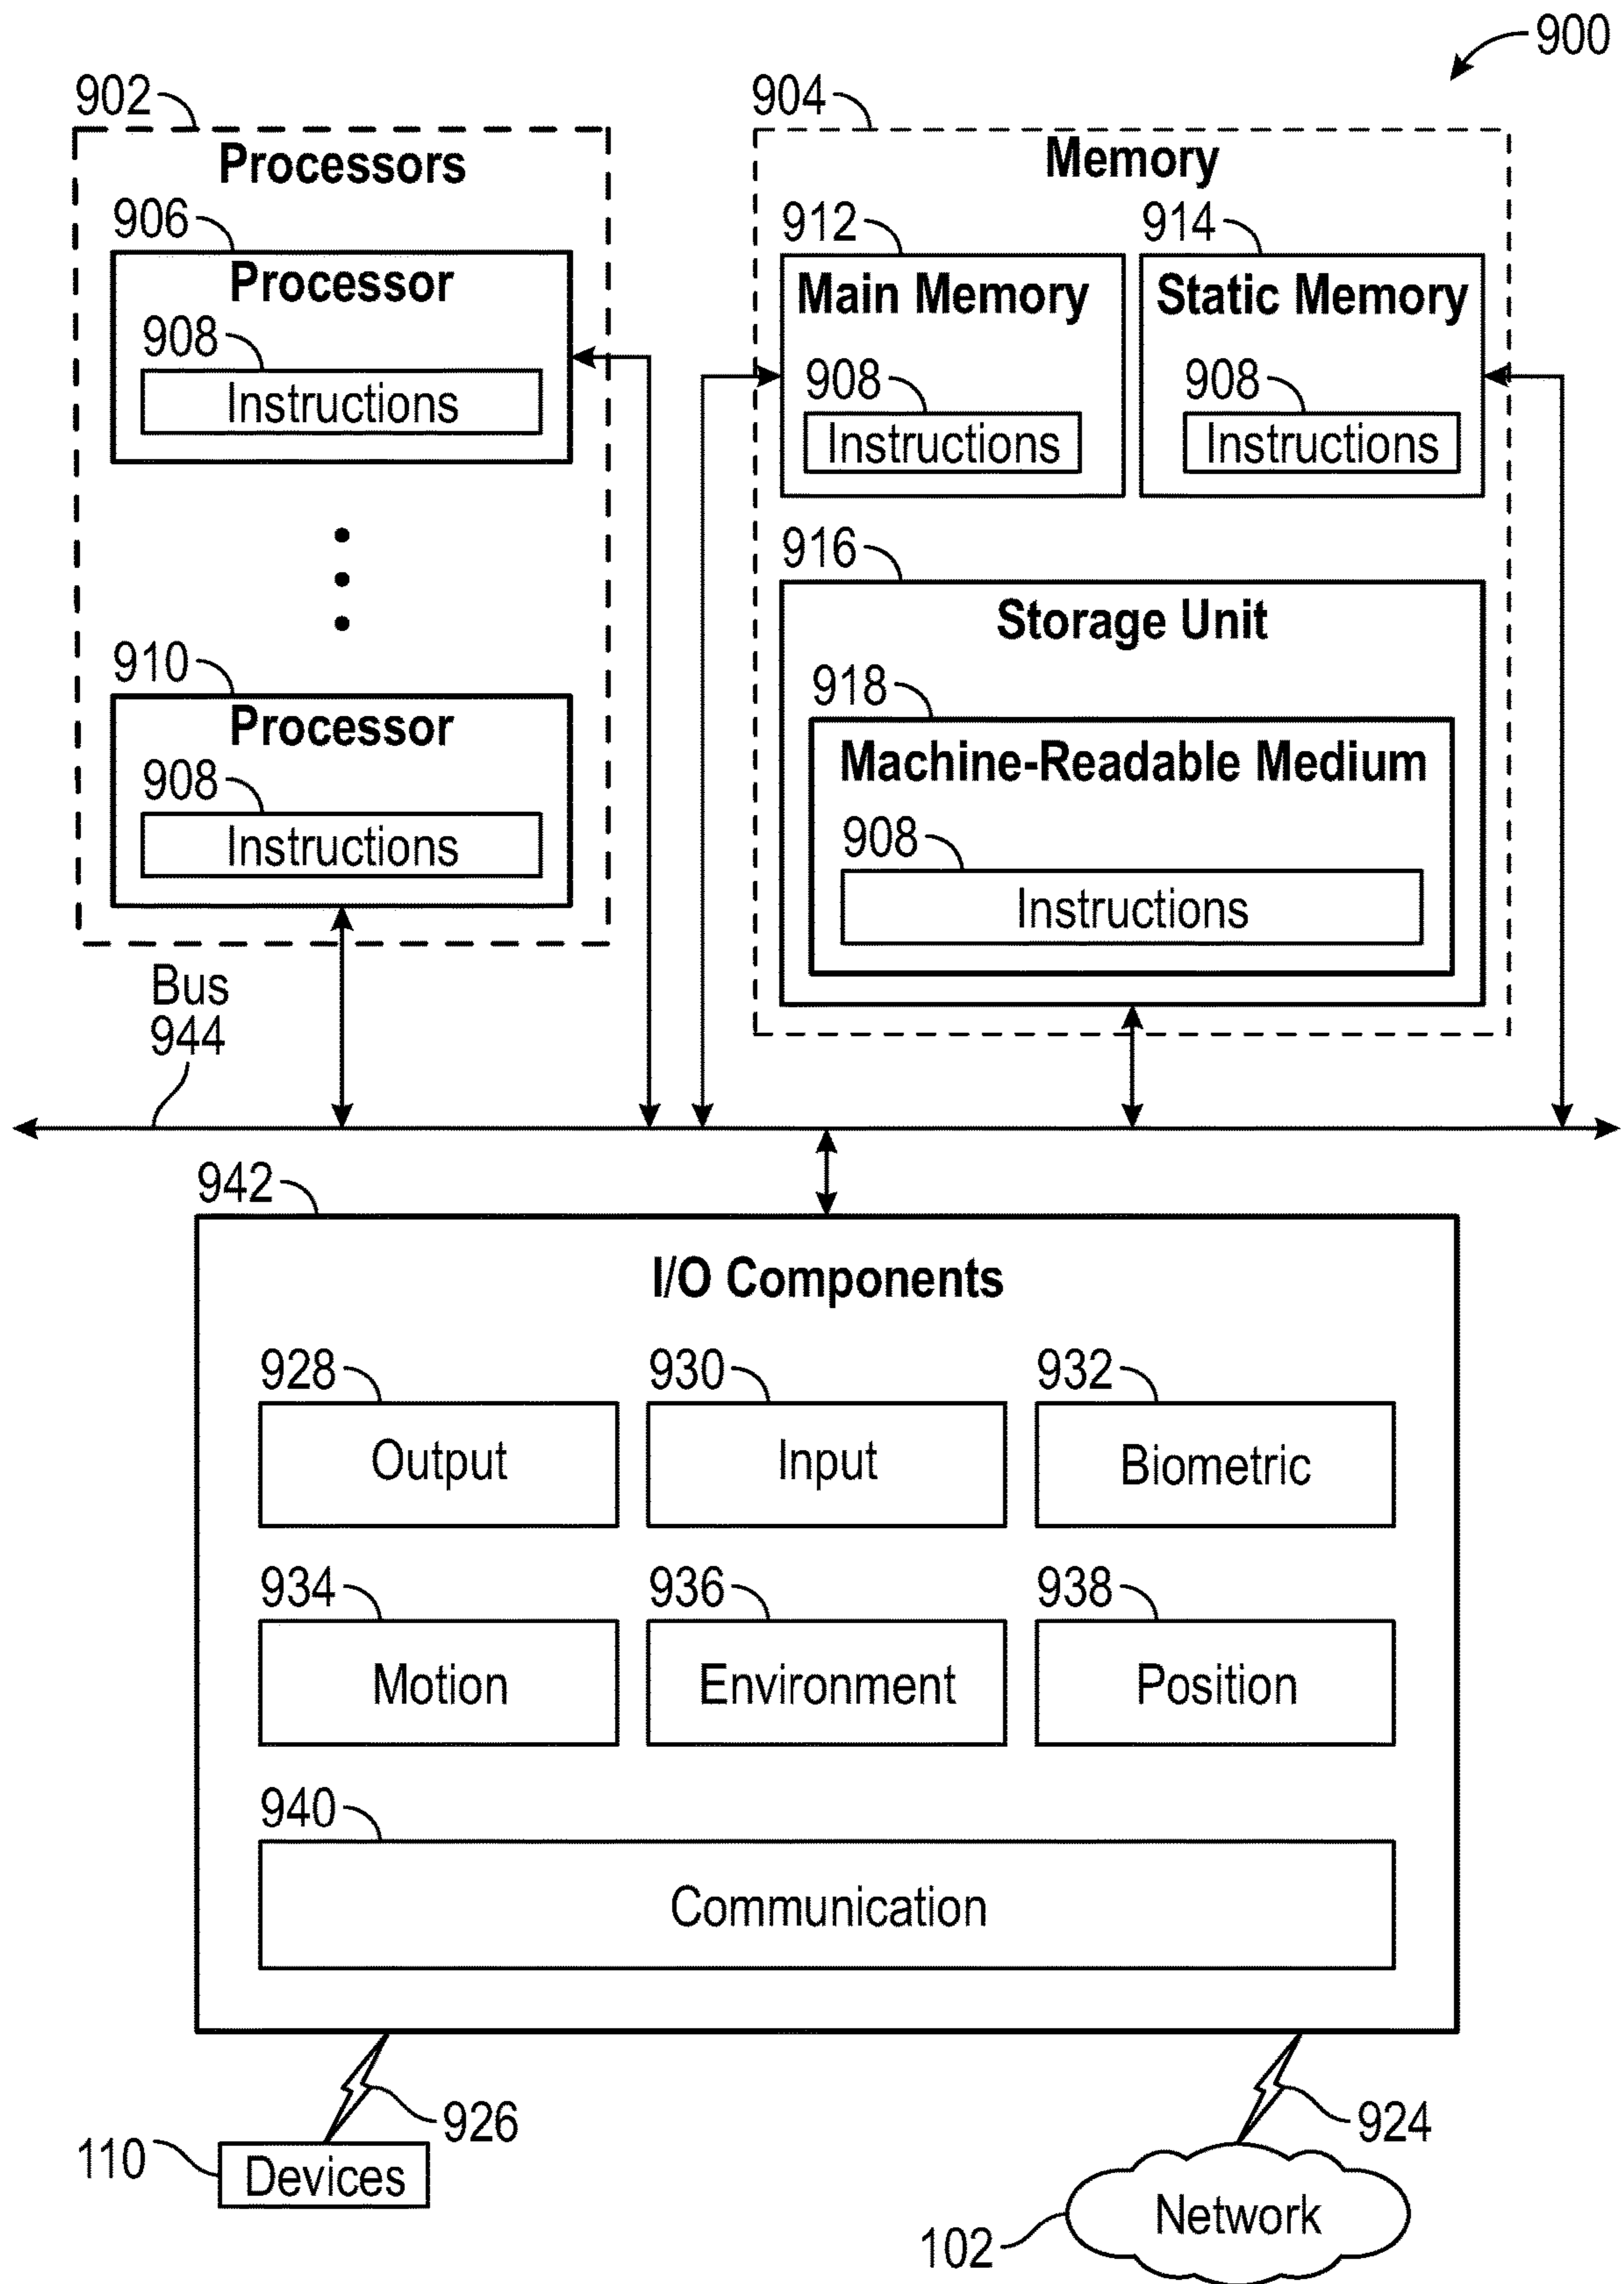 900
902
Processors
906
Processor
908
Instructions
910
Processor
908
Instructions
904
Memory
912
Main Memory
908
Instructions
914
Static Memory
908
Instructions
916
Storage Unit
918
Machine-Readable Medium
908
Instructions
Bus
944
942
I/O Components
928
Output
930
Input
932
Biometric
934
Motion
936
Environment
938
Position
940
Communication
926
110
Devices
924
102
Network